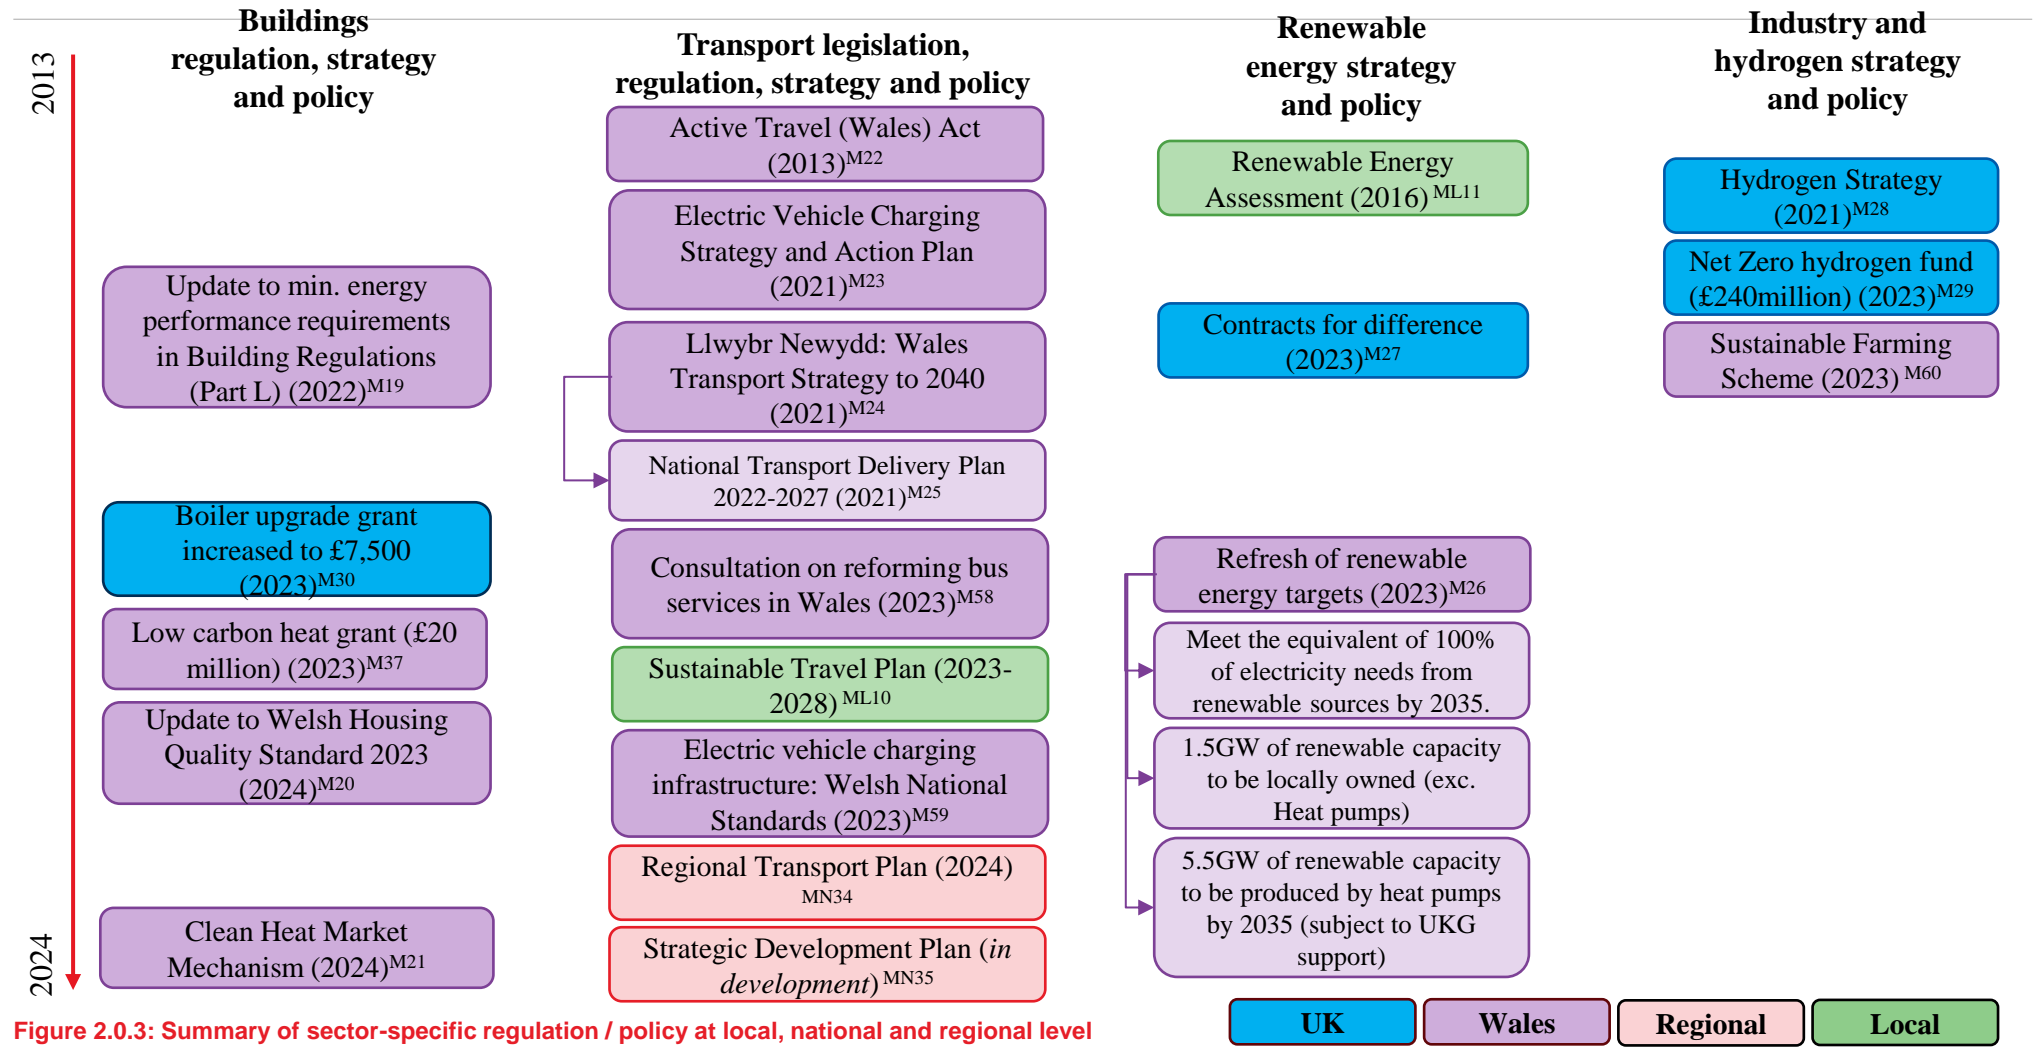 2013
2024
Buildings
regulation, strategy
and policy
Update to min. energy
performance requirements
in Building Regulations
(Part L) (2022)M19
Boiler upgrade grant
increased to £7,500
(2023)M30
Low carbon heat grant (£20
million) (2023)M37
Update to Welsh Housing
Quality Standard 2023
(2024)M20
Clean Heat Market
Mechanism (2024)M21
Transport legislation,
regulation, strategy and policy
Active Travel (Wales) Act
(2013)M22
Electric Vehicle Charging
Strategy and Action Plan
(2021)M23
Llwybr Newydd: Wales
Transport Strategy to 2040
(2021)M24
National Transport Delivery Plan
2022-2027 (2021)M25
Consultation on reforming bus
services in Wales (2023)M58
Sustainable Travel Plan (2023-
2028) ML10
Electric vehicle charging
infrastructure: Welsh National
Standards (2023)M59
Regional Transport Plan (2024)
MN34
Strategic Development Plan (in
development) MN35
Renewable
energy strategy
and policy
Renewable Energy
Assessment (2016) ML11
Contracts for difference
(2023)M27
Refresh of renewable
energy targets (2023)M26
Meet the equivalent of 100%
of electricity needs from
renewable sources by 2035.
1.5GW of renewable capacity
to be locally owned (exc.
Heat pumps)
5.5GW of renewable capacity
to be produced by heat pumps
by 2035 (subject to UKG
support)
Industry and
hydrogen strategy
and policy
Hydrogen Strategy
(2021)M28
Net Zero hydrogen fund
(£240million) (2023)M29
Sustainable Farming
Scheme (2023) M60
Figure 2.0.3: Summary of sector-specific regulation / policy at local, national and regional level
UK
Wales
Regional
Local